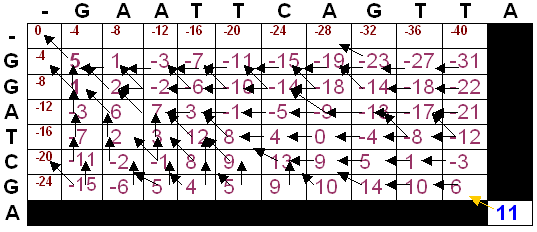 - G A A T T C A G T T A
- 0 -4 -8 -12 -16 -20 -24 -28 -32 -36 -40
G -4 5 1 -3 -7 -11 -15 -19 -23 -27 -31
G -8 1 2 -2 -6 -10 -14 -18 -14 -18 -22
A -12 -3 6 7 3 -1 -5 -9 -13 -17 -21
T -16 -7 2 3 12 8 4 0 -4 -8 -12
C -20 -11 -2 -1 8 9 13 9 5 1 -3
G -24 -15 -6 5 4 5 9 10 14 10 6
A 11